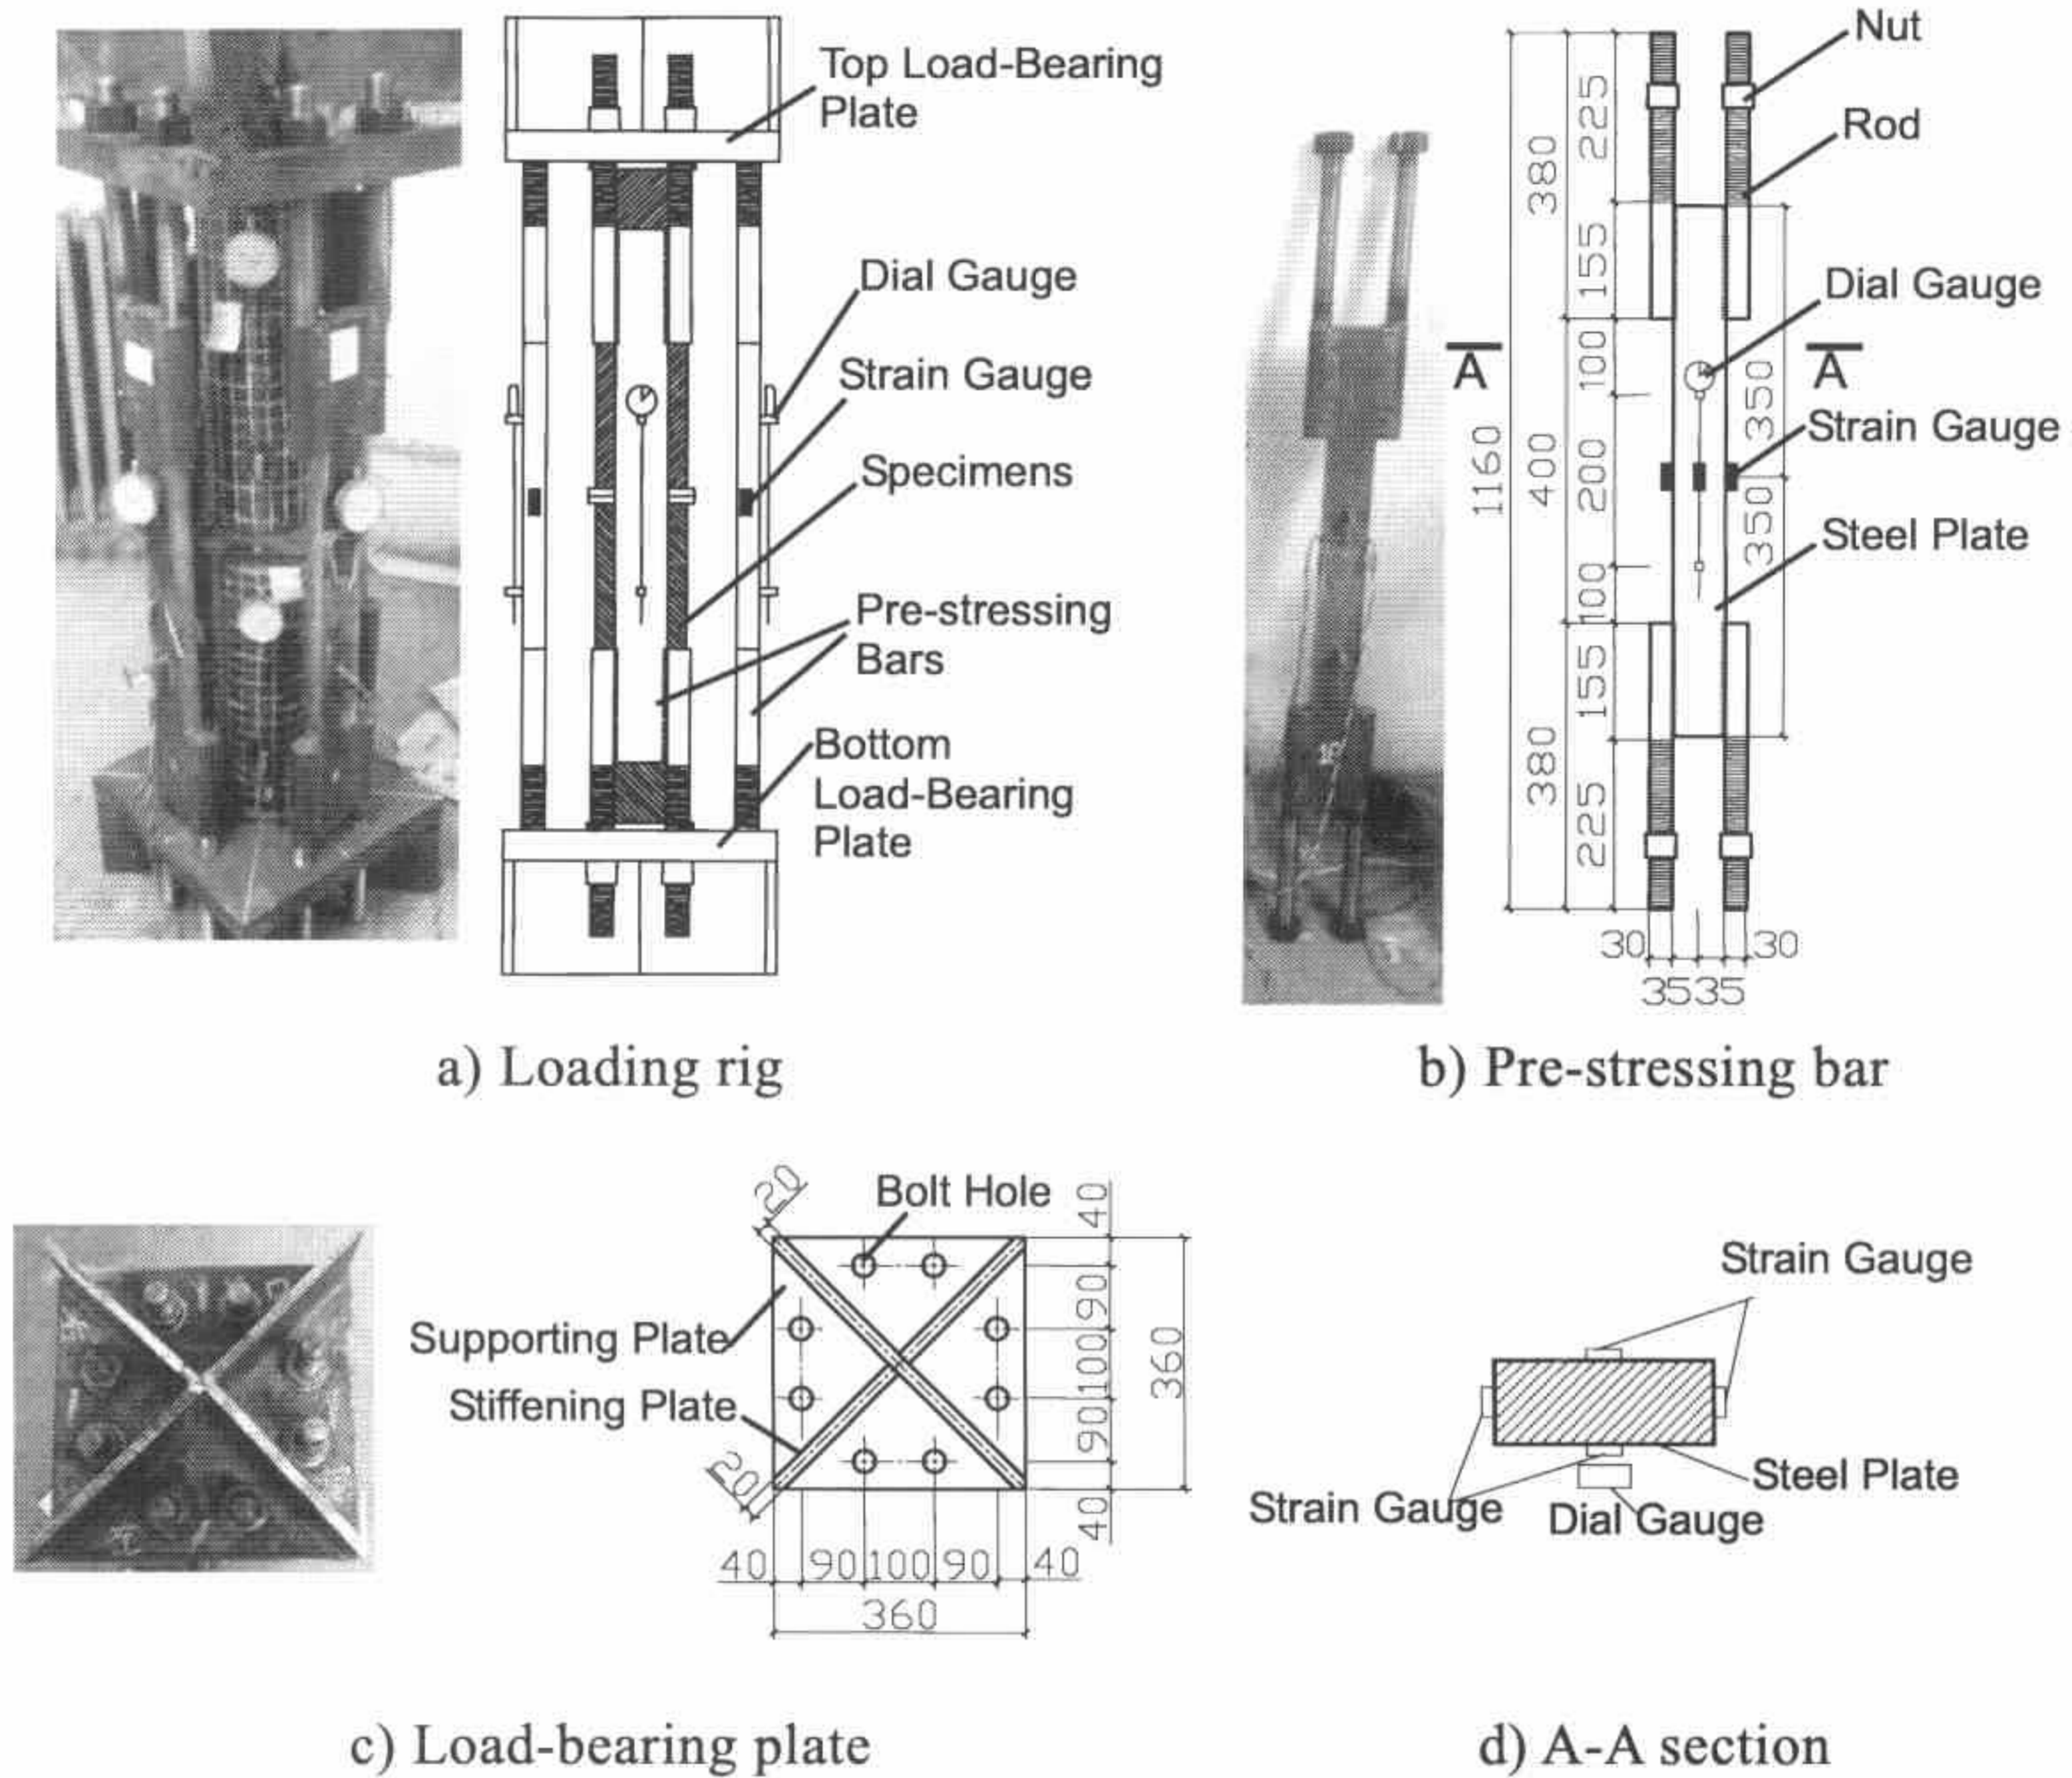 Top Load-Bearing
Plate
Dial Gauge
Strain Gauge
Specimens
Pre-stressing
Bars
Bottom
Load-Bearing
Plate
a) Loading rig
Nut
Rod
Dial Gauge
A
A
Strain Gauge
Steel Plate
1160
380
400
380
225
155
100
200
100
155
225
350
350
30
30
35
35
b) Pre-stressing bar
20
Bolt Hole
Supporting Plate
Stiffening Plate
20
40
90
100
90
40
360
40
90
100
90
40
360
c) Load-bearing plate
Strain Gauge
Strain Gauge
Steel Plate
Dial Gauge
d) A-A section